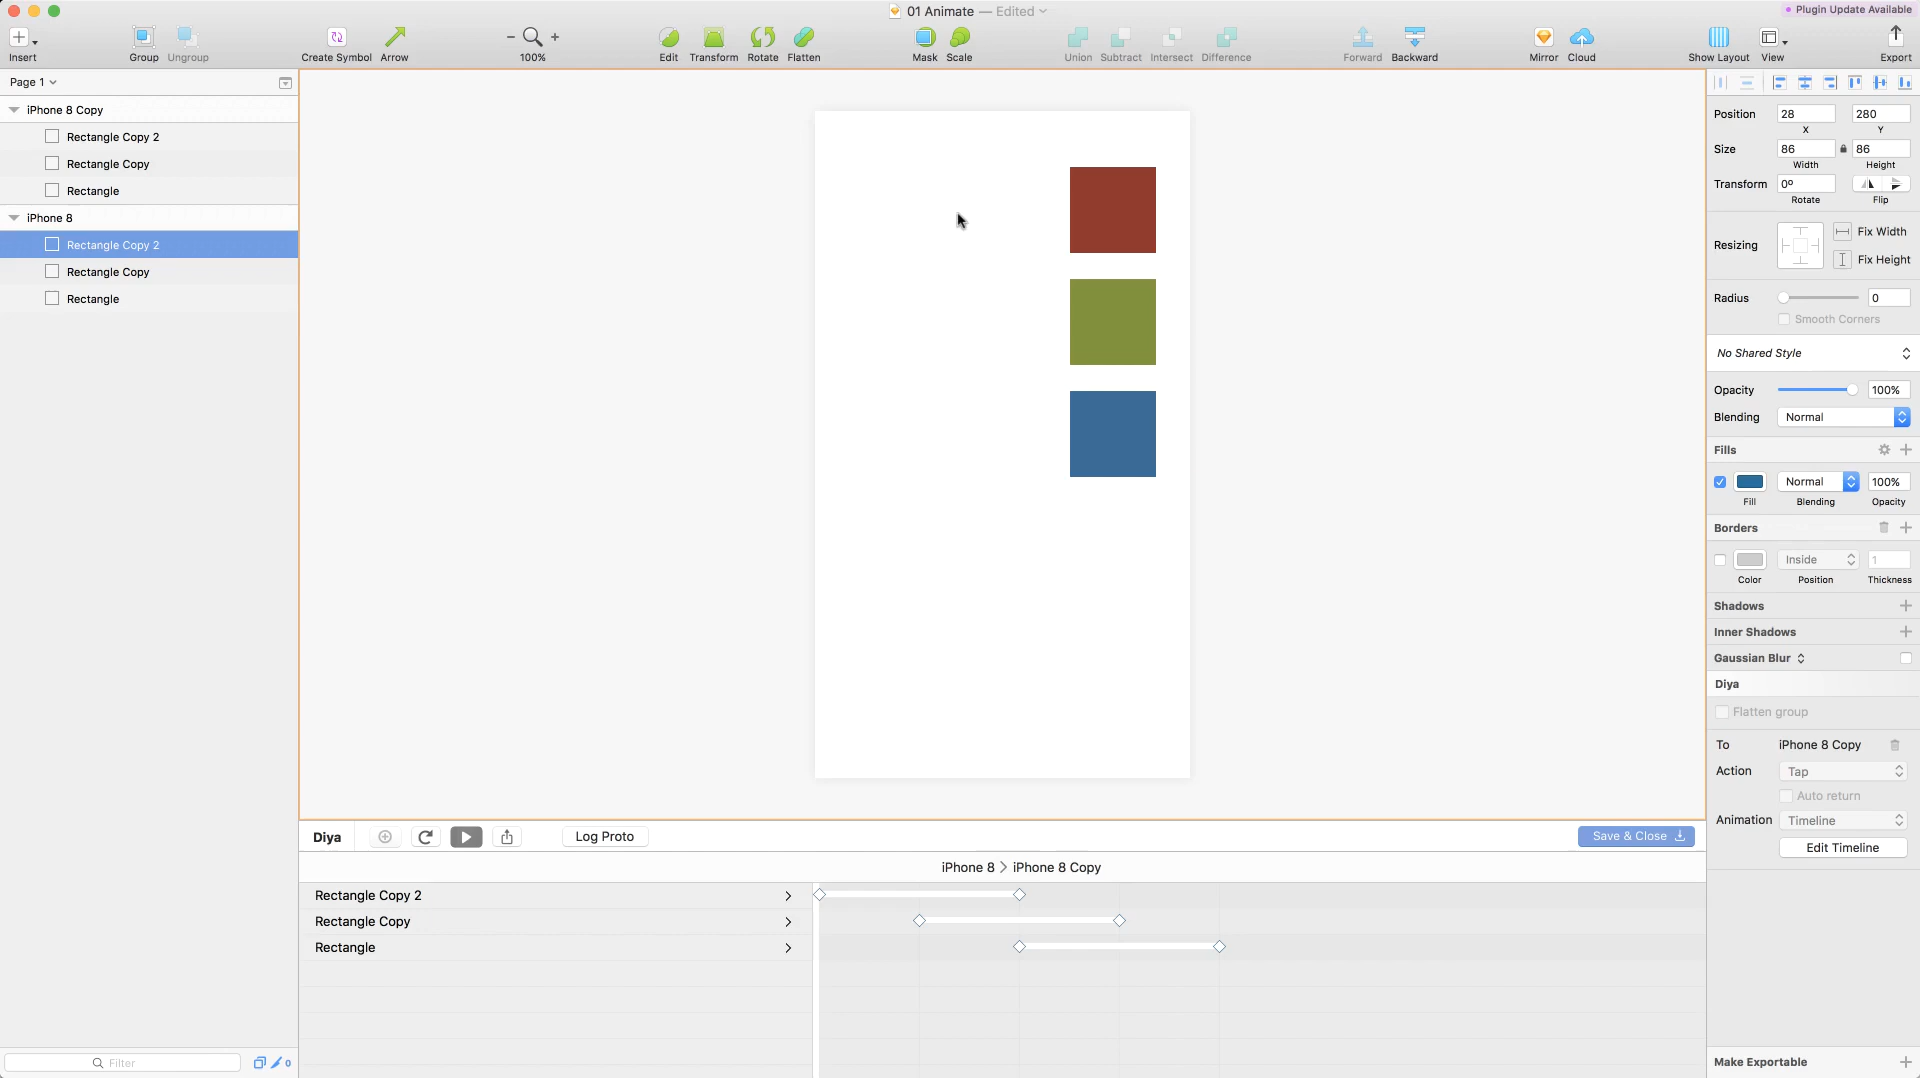 01 Animate — Edited
Plugin Update Available
Insert
Group
Ungroup
Create Symbol
Arrow
100%
Edit
Transform
Rotate
Flatten
Mask
Scale
Union
Subtract
Intersect
Difference
Forward
Backward
Mirror
Cloud
Show Layout
View
Export
Page 1
iPhone 8 Copy
Rectangle Copy 2
Rectangle Copy
Rectangle
iPhone 8
Rectangle Copy 2
Rectangle Copy
Rectangle
Filter
0
Position
28
280
X
Y
Size
86
86
Width
Height
Transform
0º
Rotate
Flip
Resizing
Fix Width
Fix Height
Radius
0
Smooth Corners
No Shared Style
Opacity
100%
Blending
Normal
Fills
Normal
100%
Fill
Blending
Opacity
Borders
Inside
1
Color
Position
Thickness
Shadows
Inner Shadows
Gaussian Blur
Diya
Flatten group
To
iPhone 8 Copy
Action
Tap
Auto return
Animation
Timeline
Edit Timeline
Make Exportable
Diya
Log Proto
Save & Close
iPhone 8 > iPhone 8 Copy
Rectangle Copy 2
Rectangle Copy
Rectangle